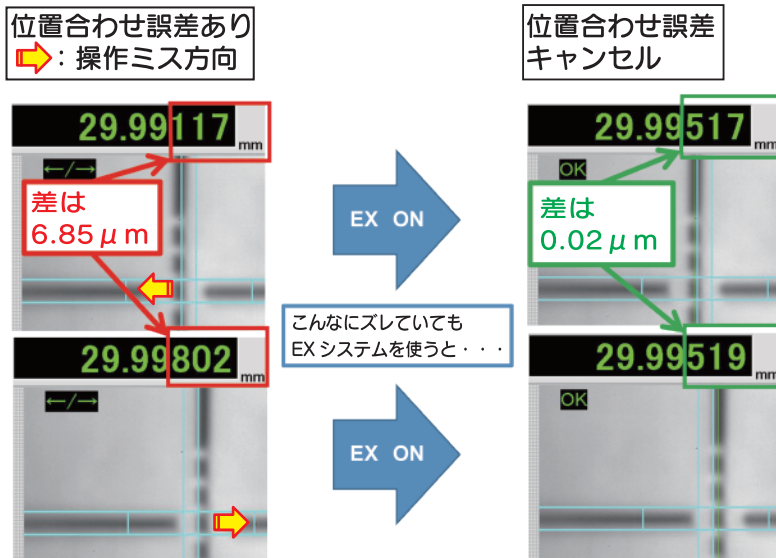 位置合わせ誤差あり
：操作ミス方向
位置合わせ誤差
キャンセル
29.99117
mm
←/→
差は
6.85μm
29.99802
mm
←/→
EX ON
こんなにズレていても
EXシステムを使うと・・・
EX ON
29.99517
mm
OK
差は
0.02μm
29.99519
mm
OK